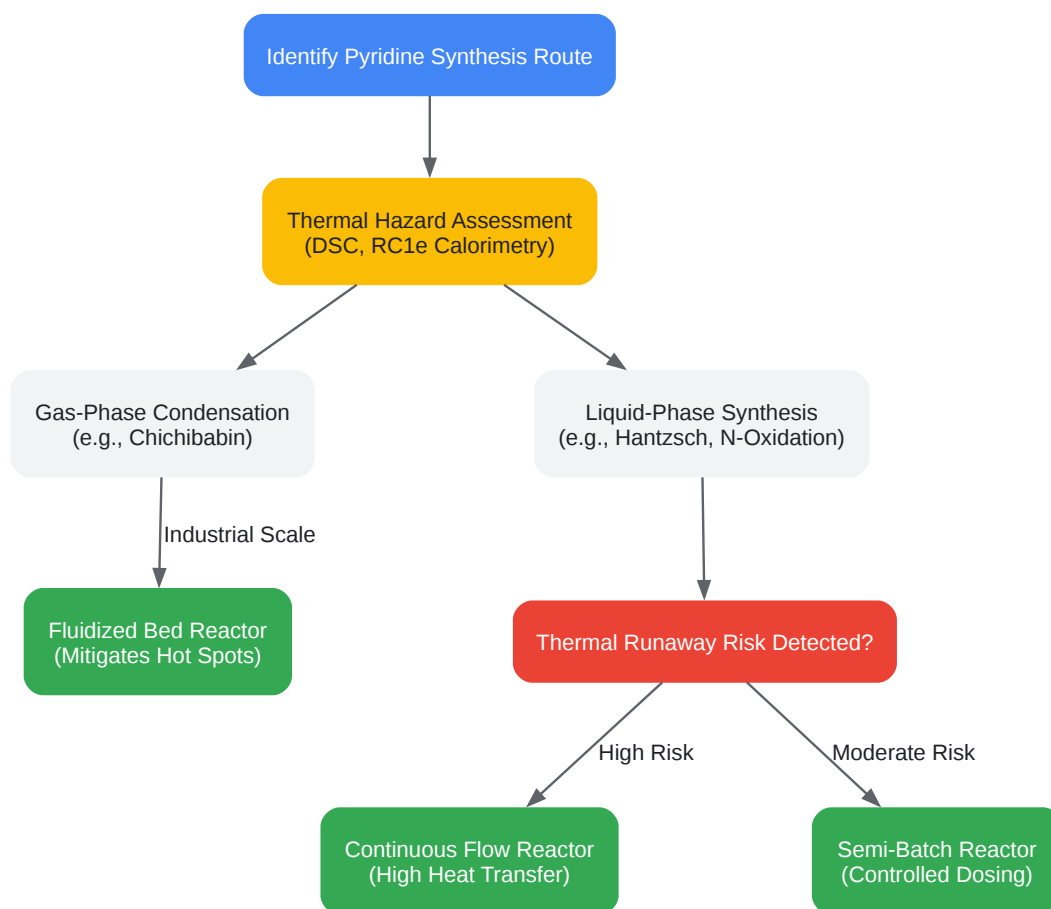 Identify Pyridine Synthesis Route
Thermal Hazard Assessment
(DSC, RC1e Calorimetry)
Gas-Phase Condensation
(e.g., Chichibabin)
Liquid-Phase Synthesis
(e.g., Hantzsch, N-Oxidation)
Industrial Scale
Fluidized Bed Reactor
(Mitigates Hot Spots)
Thermal Runaway Risk Detected?
High Risk
Moderate Risk
Continuous Flow Reactor
(High Heat Transfer)
Semi-Batch Reactor
(Controlled Dosing)